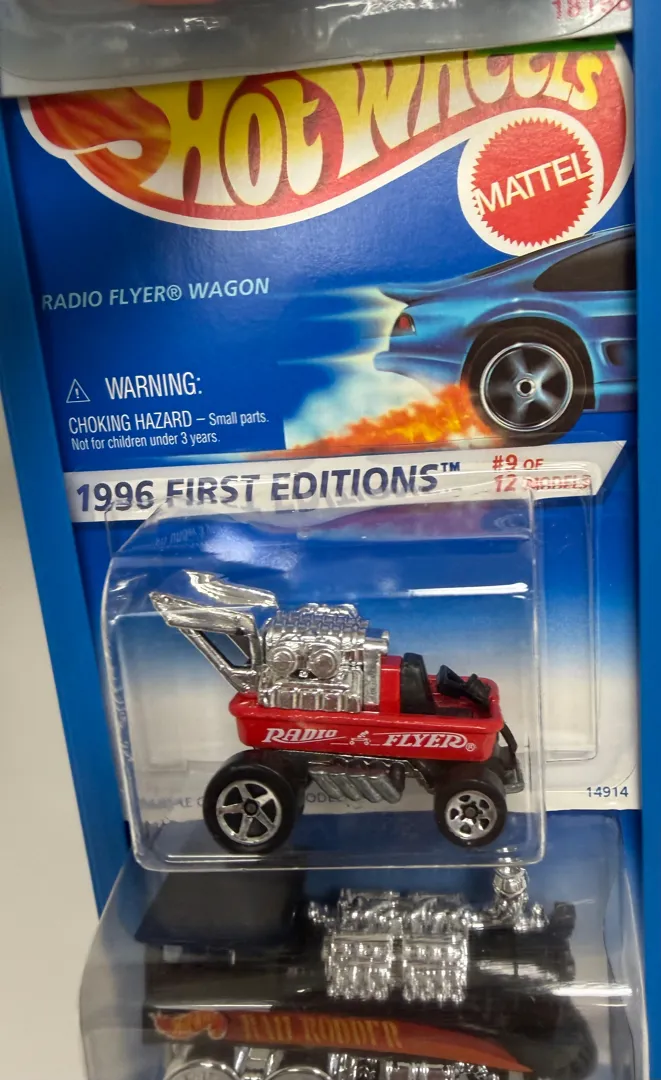 HOT WHEELS
MATTEL
RADIO FLYER® WAGON
⚠ WARNING:
CHOKING HAZARD – Small parts.
Not for children under 3 years.
1996 FIRST EDITIONS™
#9 OF
12 MODELS
RADIO FLYER®
14914
RAIL RODDER